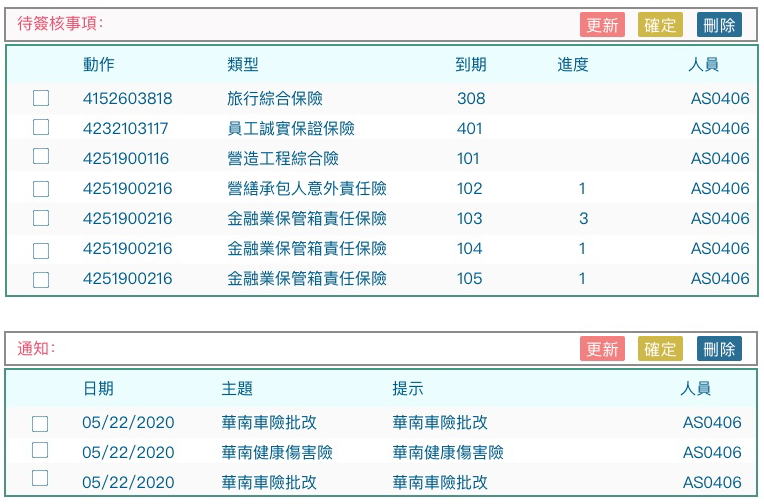 待簽核事項： 更新 確定 刪除
動作 類型 到期 進度 人員
4152603818 旅行綜合保險 308 AS0406
4232103117 員工誠實保證保險 401 AS0406
4251900116 營造工程綜合險 101 AS0406
4251900216 營繕承包人意外責任險 102 1 AS0406
4251900216 金融業保管箱責任保險 103 3 AS0406
4251900216 金融業保管箱責任保險 104 1 AS0406
4251900216 金融業保管箱責任保險 105 1 AS0406
通知： 更新 確定 刪除
日期 主題 提示 人員
05/22/2020 華南車險批改 華南車險批改 AS0406
05/22/2020 華南健康傷害險 華南健康傷害險 AS0406
05/22/2020 華南車險批改 華南車險批改 AS0406